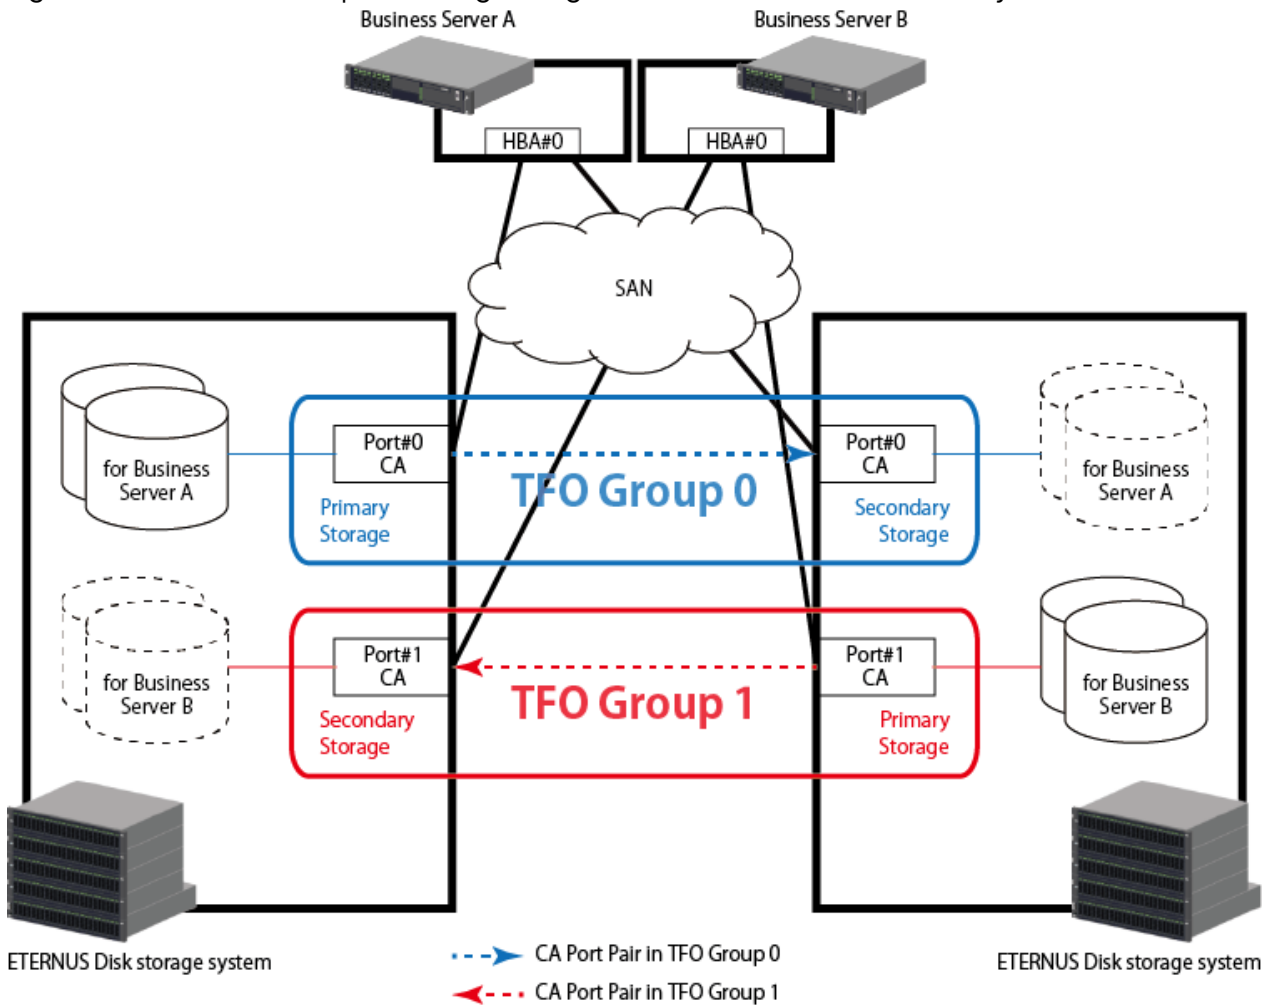 Business Server A
Business Server B
HBA#0
HBA#0
SAN
Port#0
CA
Port#0
CA
for Business
Server A
for Business
Server A
TFO Group 0
Primary
Storage
Secondary
Storage
Port#1
CA
Port#1
CA
for Business
Server B
for Business
Server B
TFO Group 1
Secondary
Storage
Primary
Storage
ETERNUS Disk storage system
ETERNUS Disk storage system
CA Port Pair in TFO Group 0
CA Port Pair in TFO Group 1